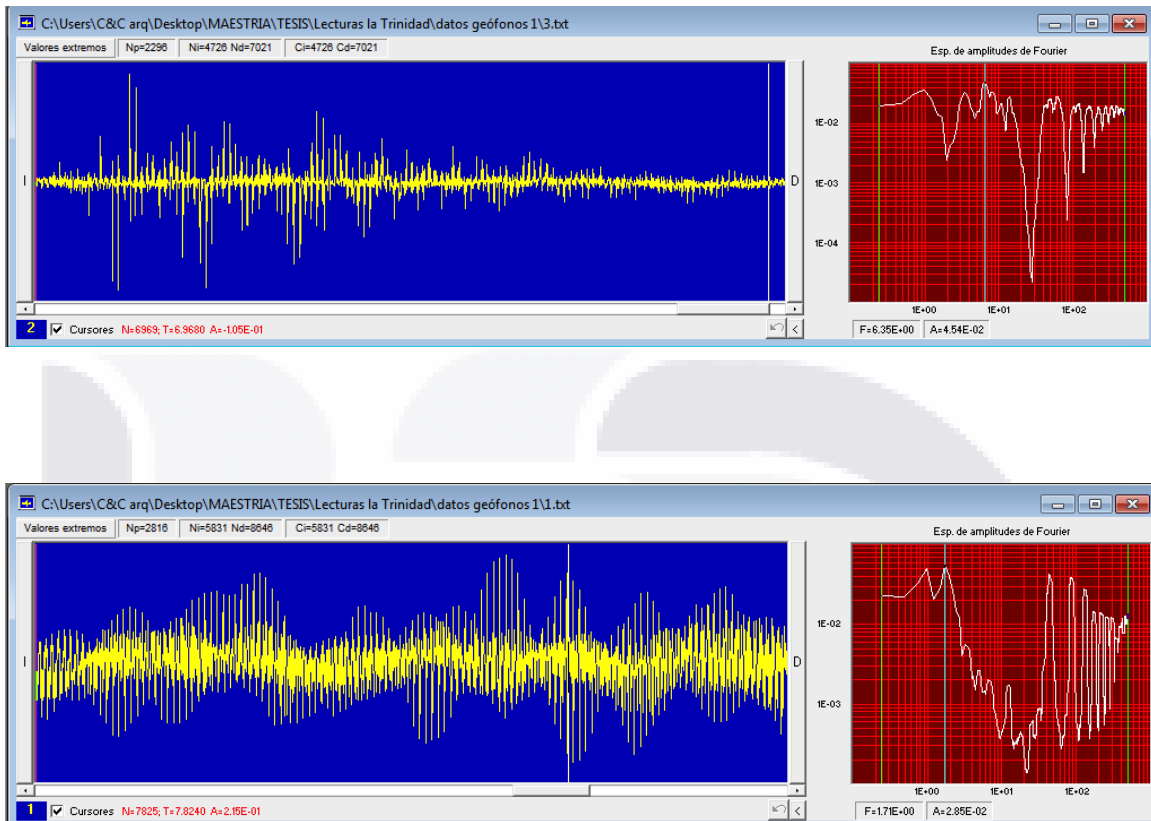 C:\Users\C&C arq\Desktop\MAESTRIA\TESIS\Lecturas la Trinidad\datos geófonos 1\3.txt
Valores extremos Np=2296 Ni=4726 Nd=7021 Ci=4726 Cd=7021
Esp. de amplitudes de Fourier
1E-02
I D 1E-03
1E-04
1E+00 1E+01 1E+02
2 Cursores N=6969; T=6.9680 A=-1.05E-01 < F=6.35E+00 A=4.54E-02
C:\Users\C&C arq\Desktop\MAESTRIA\TESIS\Lecturas la Trinidad\datos geófonos 1\1.txt
Valores extremos Np=2816 Ni=5831 Nd=8646 Ci=5831 Cd=8646
Esp. de amplitudes de Fourier
1E-02
I D
1E-03
1E+00 1E+01 1E+02
1 Cursores N=7825; T=7.8240 A=2.15E-01 < F=1.71E+00 A=2.85E-02